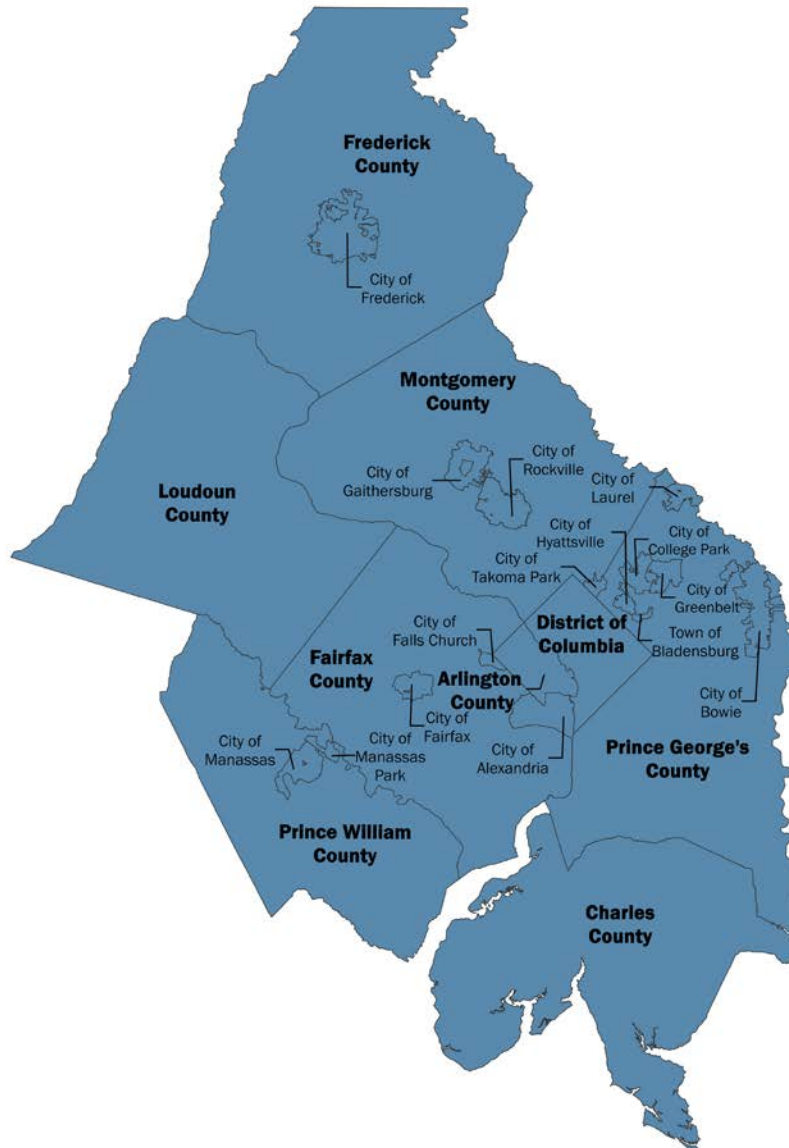 Frederick
County
City of
Frederick
Montgomery
County
City of
Gaithersburg
City of
Rockville
City of
Laurel
Loudoun
County
City of
Hyattsville
City of
College Park
City of
Takoma Park
City of
Greenbelt
City of
Falls Church
District of
Columbia
Town of
Bladensburg
Fairfax
County
Arlington
County
City of
Bowie
City of
Fairfax
City of
Manassas
City of
Manassas
Park
City of
Alexandria
Prince George's
County
Prince William
County
Charles
County